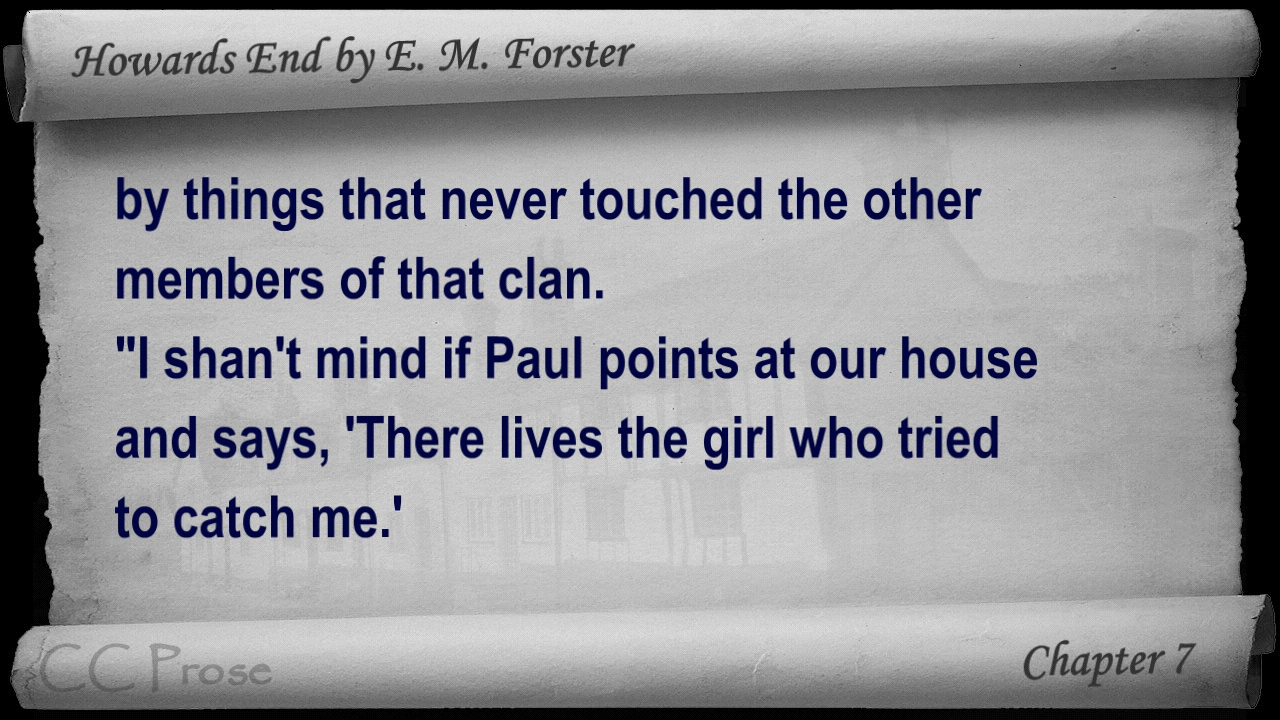 Howards End by E. M. Forster
by things that never touched the other
members of that clan.
"I shan't mind if Paul points at our house
and says, 'There lives the girl who tried
to catch me.'
CC Prose
Chapter 7